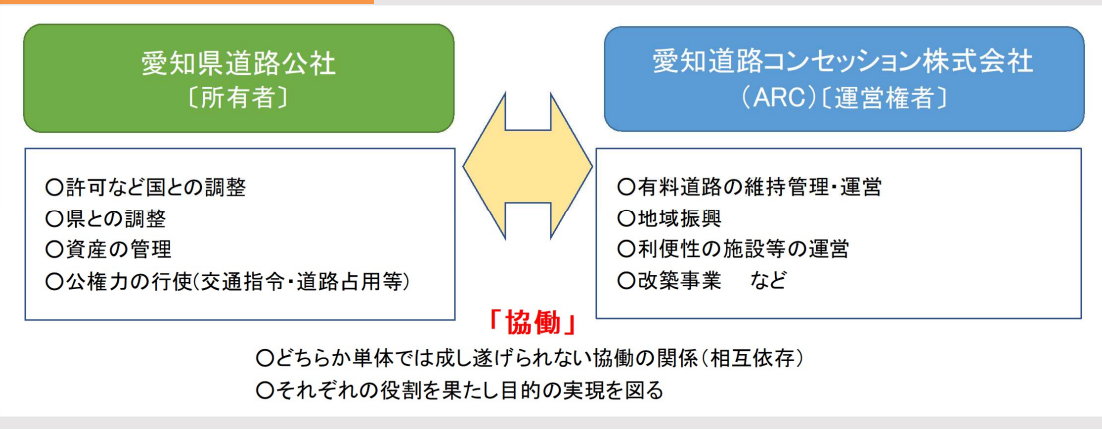 愛知県道路公社
〔所有者〕
○許可など国との調整
○県との調整
○資産の管理
○公権力の行使(交通指令・道路占用等)
愛知道路コンセッション株式会社
(ARC)〔運営権者〕
○有料道路の維持管理・運営
○地域振興
○利便性の施設等の運営
○改築事業　など
「協働」
○どちらか単体では成し遂げられない協働の関係(相互依存)
○それぞれの役割を果たし目的の実現を図る